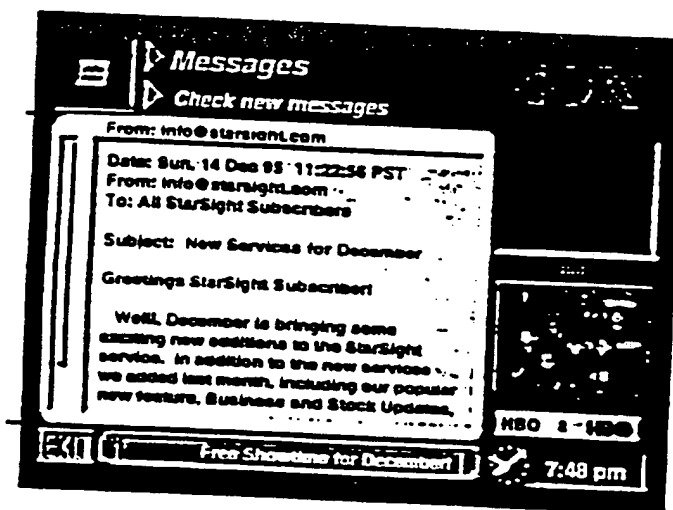 Messages
Check new messages
From: info@starsight.com
Date: Sun, 14 Dec 95 11:22:56 PST
From: info@starsight.com
To: All StarSight Subscribers
Subject: New Services for December
Greetings StarSight Subscriber!
Well, December is bringing some
exciting new additions to the StarSight
service. In addition to the new services
we added last month, including our popular
new feature, Business and Stock Updates,
HBO 2
EXIT
Free Showtime for December!
7:48 pm